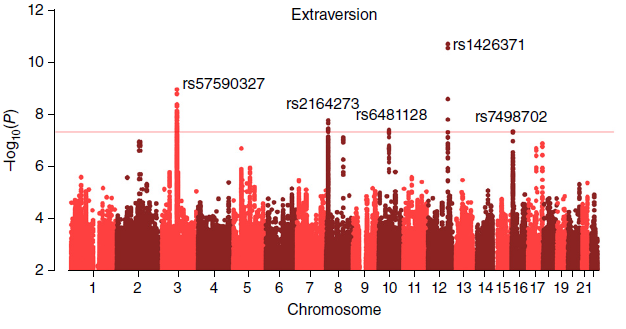 Extraversion
12
10
8
6
4
2
−log10(P)
rs1426371
rs57590327
rs2164273
rs6481128
rs7498702
1 2 3 4 5 6 7 8 9 10 11 12 13 14 15 16 17 19 21
Chromosome